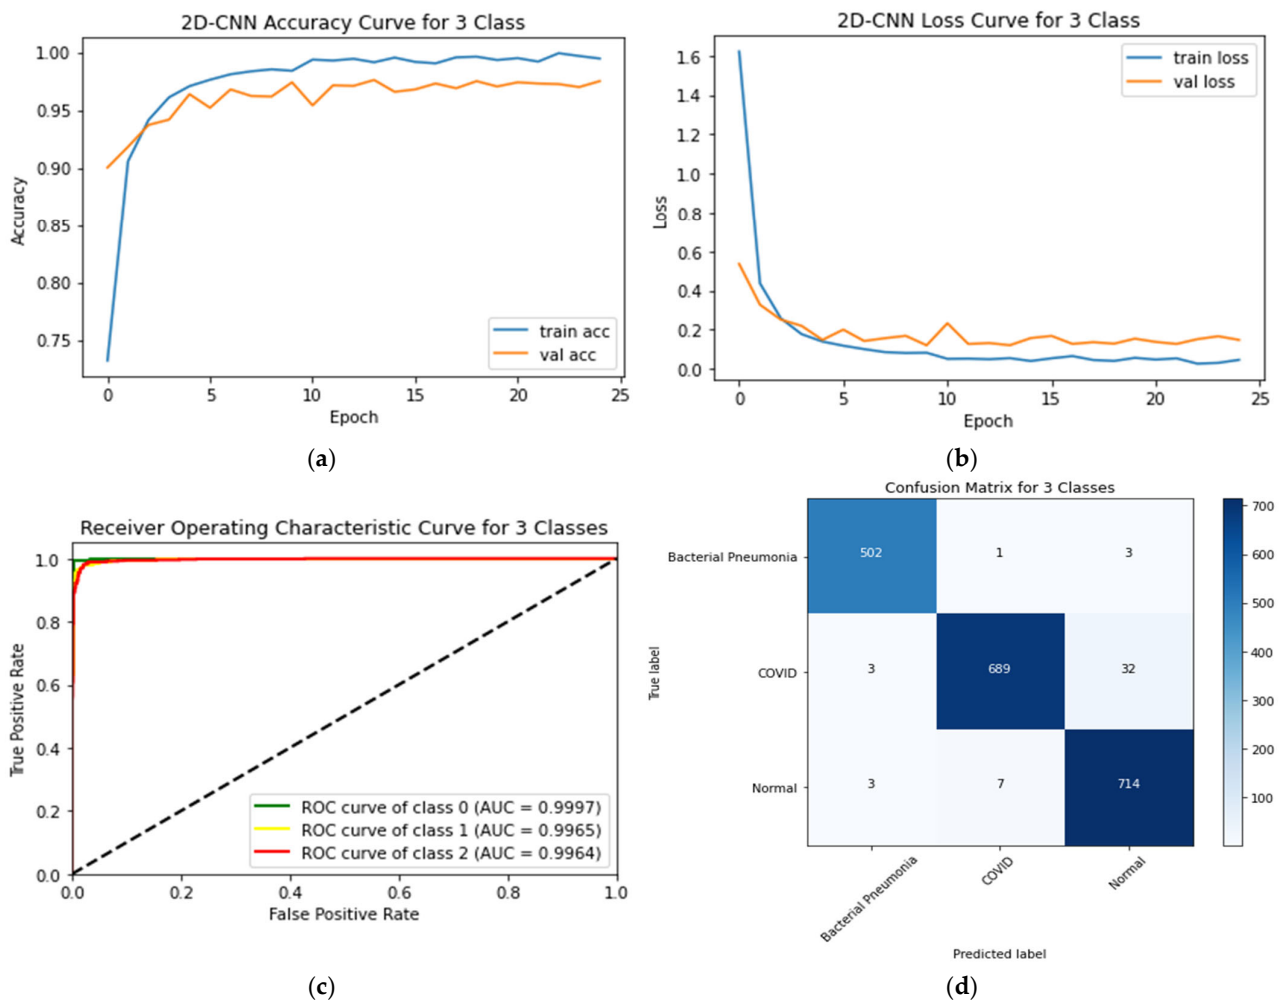 2D-CNN Accuracy Curve for 3 Class
1.00
0.95
0.90
0.85
0.80
0.75
Accuracy
train acc
val acc
0 5 10 15 20 25
Epoch
(a)
2D-CNN Loss Curve for 3 Class
1.6
1.4
1.2
1.0
0.8
0.6
0.4
0.2
0.0
Loss
train loss
val loss
0 5 10 15 20 25
Epoch
(b)
Receiver Operating Characteristic Curve for 3 Classes
1.0
0.8
0.6
0.4
0.2
0.0
True Positive Rate
ROC curve of class 0 (AUC = 0.9997)
ROC curve of class 1 (AUC = 0.9965)
ROC curve of class 2 (AUC = 0.9964)
0.0 0.2 0.4 0.6 0.8 1.0
False Positive Rate
(c)
Confusion Matrix for 3 Classes
True label
Bacterial Pneumonia 502 1 3
COVID 3 689 32
Normal 3 7 714
Bacterial Pneumonia COVID Normal
Predicted label
700
600
500
400
300
200
100
(d)